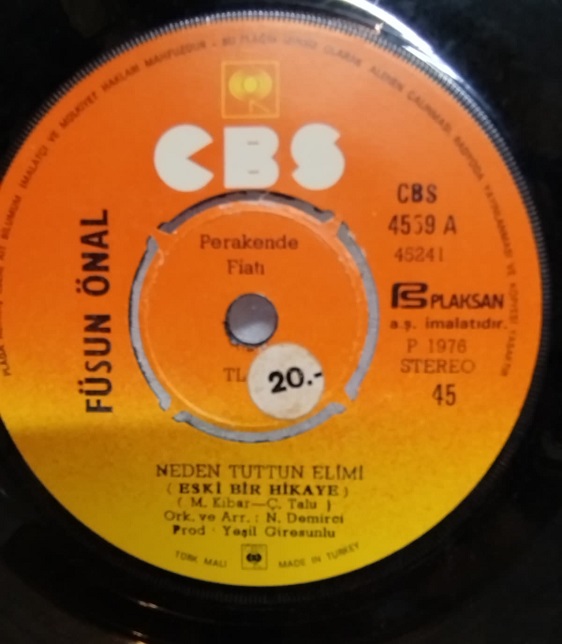 CBS
CBS
4559 A
45241
PLAKSAN
a.ş. imalatıdır.
P 1976
STEREO
45
Perakende
Fiatı
TL
20.-
FÜSUN ÖNAL
NEDEN TUTTUN ELİMİ
( ESKİ BİR HİKAYE )
( M. Kibar—Ç. Talu )
Ork. ve Arr. : N. Demirci
Prod : Yeşil Giresunlu
TÜRK MALI
MADE IN TURKEY